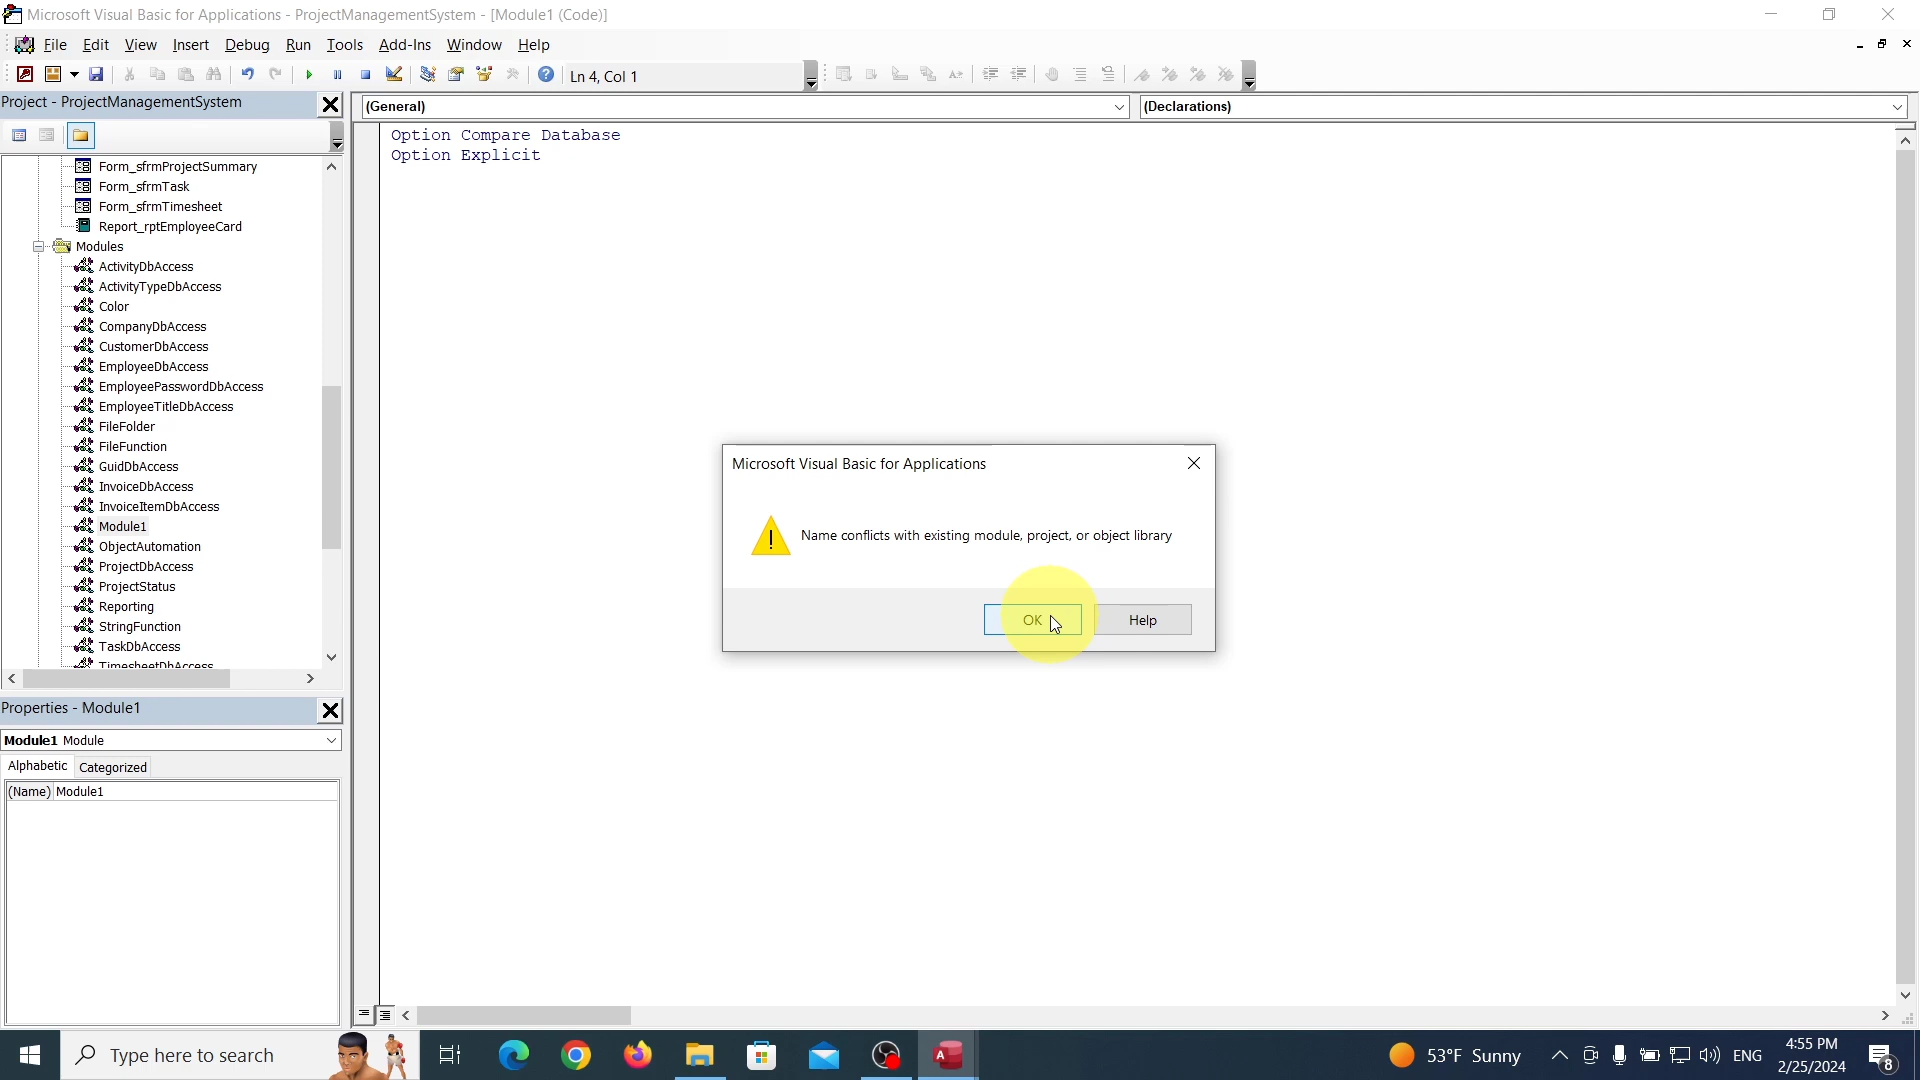 Microsoft Visual Basic for Applications - ProjectManagementSystem - [Module1 (Code)]
File Edit View Insert Debug Run Tools Add-Ins Window Help
Ln 4, Col 1
Project - ProjectManagementSystem
(General)
(Declarations)
Option Compare Database
Option Explicit
Form_sfrmProjectSummary
Form_sfrmTask
Form_sfrmTimesheet
Report_rptEmployeeCard
Modules
ActivityDbAccess
ActivityTypeDbAccess
Color
CompanyDbAccess
CustomerDbAccess
EmployeeDbAccess
EmployeePasswordDbAccess
EmployeeTitleDbAccess
FileFolder
FileFunction
GuidDbAccess
InvoiceDbAccess
InvoiceItemDbAccess
Module1
ObjectAutomation
ProjectDbAccess
ProjectStatus
Reporting
StringFunction
TaskDbAccess
TimesheetDbAccess
Microsoft Visual Basic for Applications
Name conflicts with existing module, project, or object library
OK
Help
Properties - Module1
Module1 Module
Alphabetic Categorized
(Name) Module1
Type here to search
A
53°F Sunny
ENG
4:55 PM
2/25/2024
8